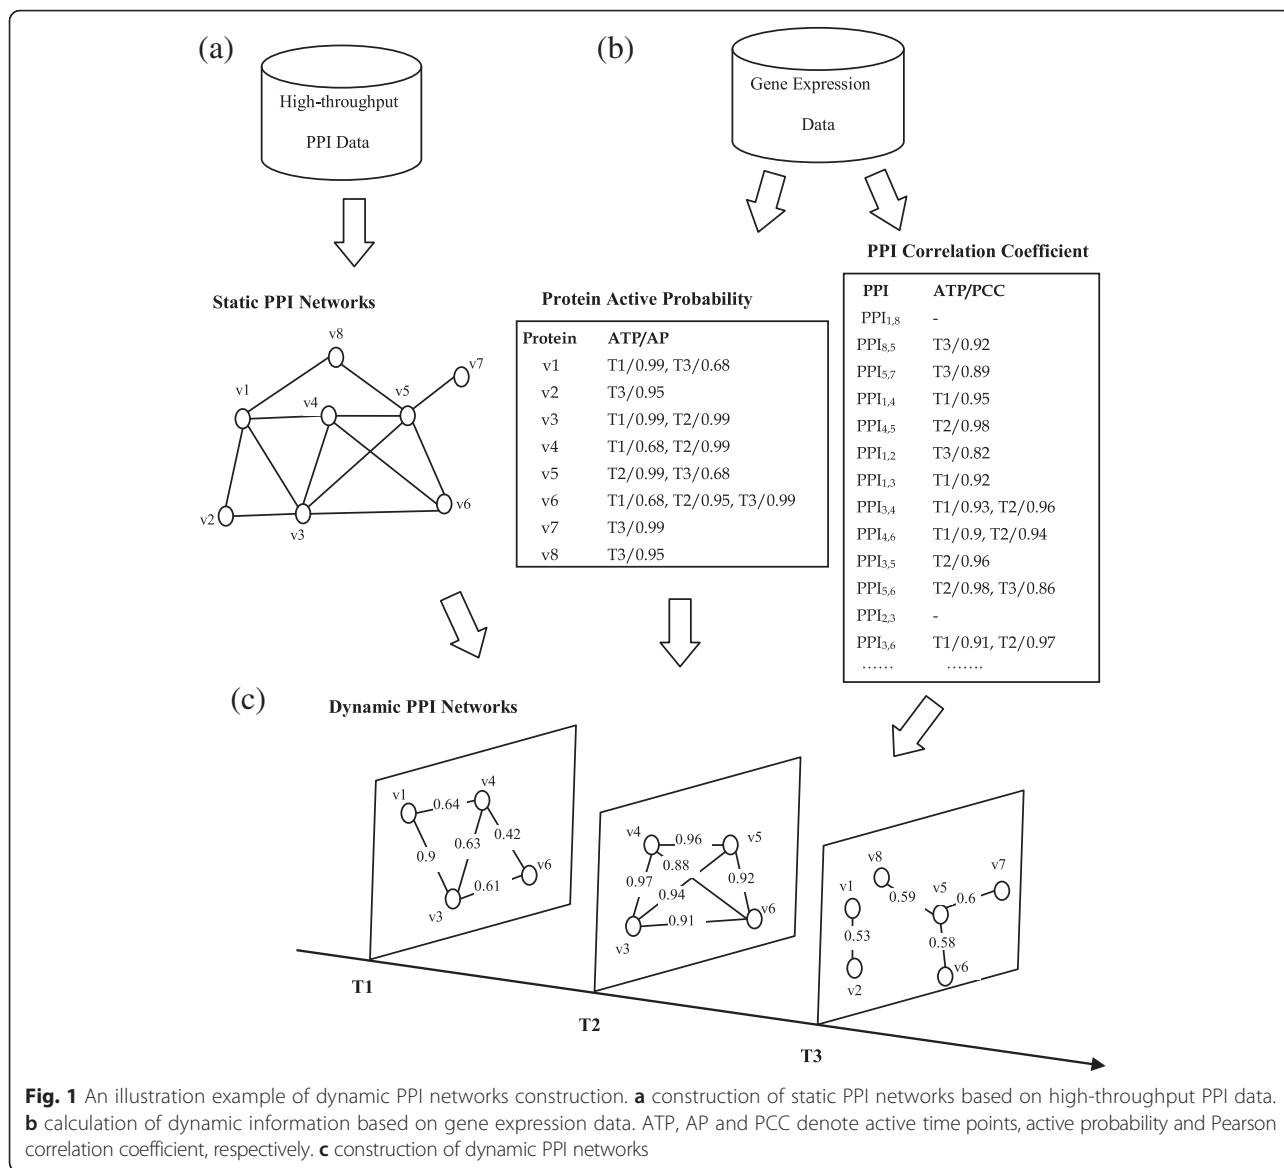 (a)
High-throughput
PPI Data
(b)
Gene Expression
Data
Static PPI Networks
v8
v7
v1
v4
v5
v2
v3
v6
Protein Active Probability
Protein ATP/AP
v1 T1/0.99, T3/0.68
v2 T3/0.95
v3 T1/0.99, T2/0.99
v4 T1/0.68, T2/0.99
v5 T2/0.99, T3/0.68
v6 T1/0.68, T2/0.95, T3/0.99
v7 T3/0.99
v8 T3/0.95
PPI Correlation Coefficient
PPI ATP/PCC
PPI1,8 -
PPI8,5 T3/0.92
PPI5,7 T3/0.89
PPI1,4 T1/0.95
PPI4,5 T2/0.98
PPI1,2 T3/0.82
PPI1,3 T1/0.92
PPI3,4 T1/0.93, T2/0.96
PPI4,6 T1/0.9, T2/0.94
PPI3,5 T2/0.96
PPI5,6 T2/0.98, T3/0.86
PPI2,3 -
PPI3,6 T1/0.91, T2/0.97
...... .......
(c)
Dynamic PPI Networks
v1
v4
0.64
0.9
0.63
0.42
0.61
v3
v6
T1
v4
0.96
v5
0.88
0.97
0.94
0.92
0.91
v3
v6
T2
v8
v7
v1
v5
0.59
0.6
0.53
0.58
v2
v6
T3
Fig. 1 An illustration example of dynamic PPI networks construction. a construction of static PPI networks based on high-throughput PPI data.
b calculation of dynamic information based on gene expression data. ATP, AP and PCC denote active time points, active probability and Pearson
correlation coefficient, respectively. c construction of dynamic PPI networks